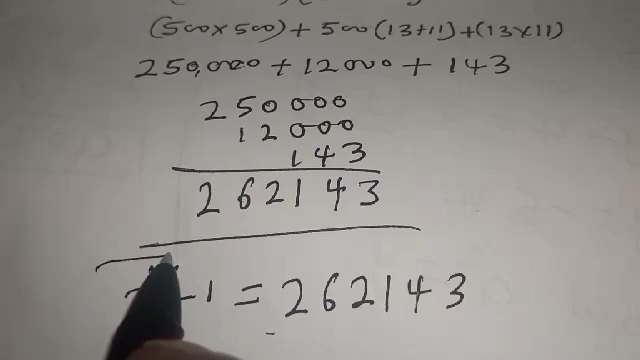 (500×500) + 500(13+11)+(13×11)
250,000 + 12000 + 143
250000
12000
143
262143
-1 = 262143